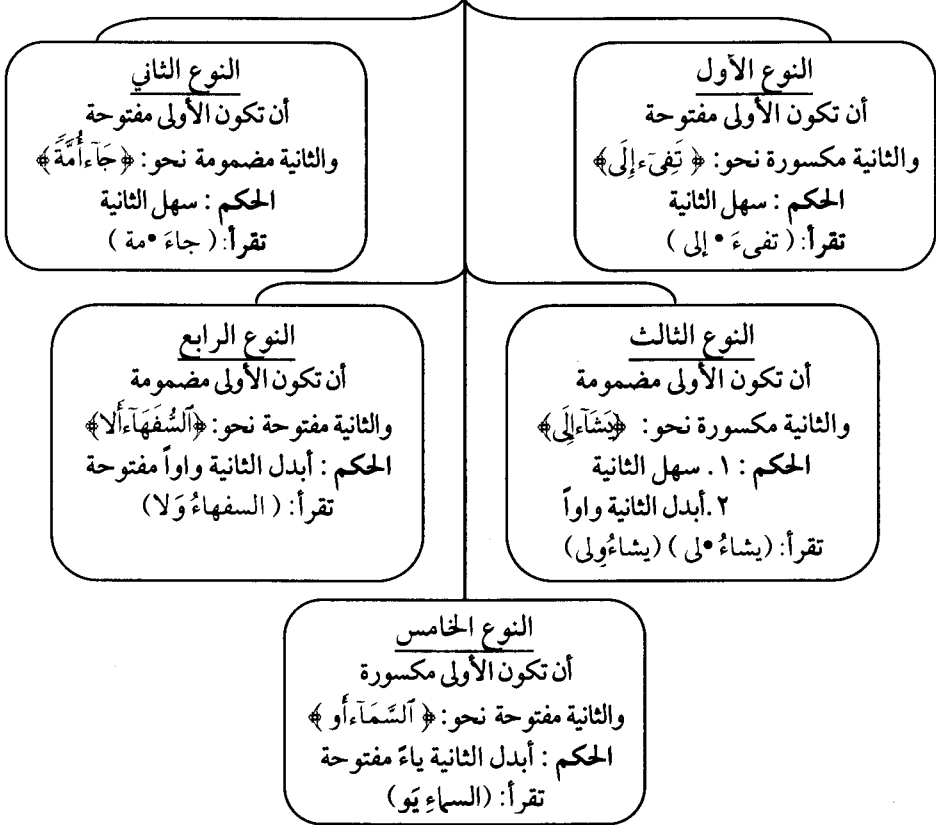 النوع الأول
أن تكون الأولى مفتوحة
والثانية مكسورة نحو: ﴿ تَفِىٓءَ إِلَى﴾
الحكم : سهل الثانية
تقرأ: ( تفىءَ • إلى )
النوع الثاني
أن تكون الأولى مفتوحة
والثانية مضمومة نحو: ﴿جَآءَأُمَّةً﴾
الحكم : سهل الثانية
تقرأ: ( جاءَ •مة )
النوع الثالث
أن تكون الأولى مضمومة
والثانية مكسورة نحو: ﴿يَشَآءُإِلَى﴾
الحكم : ١. سهل الثانية
٢.أبدل الثانية واواً
تقرأ: (يشاءُ •لى ) (يشاءُوِلى)
النوع الرابع
أن تكون الأولى مضمومة
والثانية مفتوحة نحو: ﴿ٱلسُّفَهَآءُأَلا﴾
الحكم : أبدل الثانية واواً مفتوحة
تقرأ: ( السفهاءُ وَلا)
النوع الخامس
أن تكون الأولى مكسورة
والثانية مفتوحة نحو: ﴿ ٱلسَّمَآءِأَو ﴾
الحكم : أبدل الثانية ياءً مفتوحة
تقرأ: (السماءِ يَو)